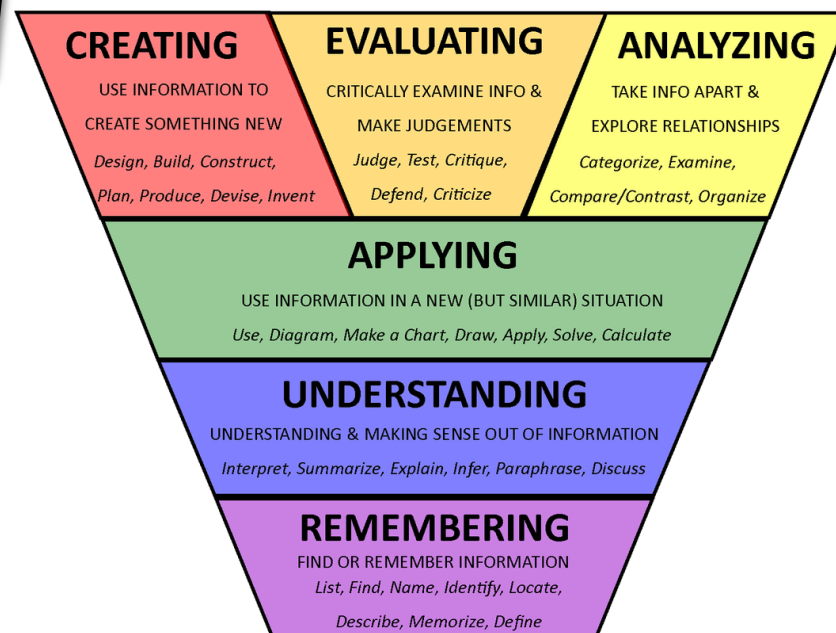 CREATING
USE INFORMATION TO
CREATE SOMETHING NEW
Design, Build, Construct,
Plan, Produce, Devise, Invent
EVALUATING
CRITICALLY EXAMINE INFO &
MAKE JUDGEMENTS
Judge, Test, Critique,
Defend, Criticize
ANALYZING
TAKE INFO APART &
EXPLORE RELATIONSHIPS
Categorize, Examine,
Compare/Contrast, Organize
APPLYING
USE INFORMATION IN A NEW (BUT SIMILAR) SITUATION
Use, Diagram, Make a Chart, Draw, Apply, Solve, Calculate
UNDERSTANDING
UNDERSTANDING & MAKING SENSE OUT OF INFORMATION
Interpret, Summarize, Explain, Infer, Paraphrase, Discuss
REMEMBERING
FIND OR REMEMBER INFORMATION
List, Find, Name, Identify, Locate,
Describe, Memorize, Define